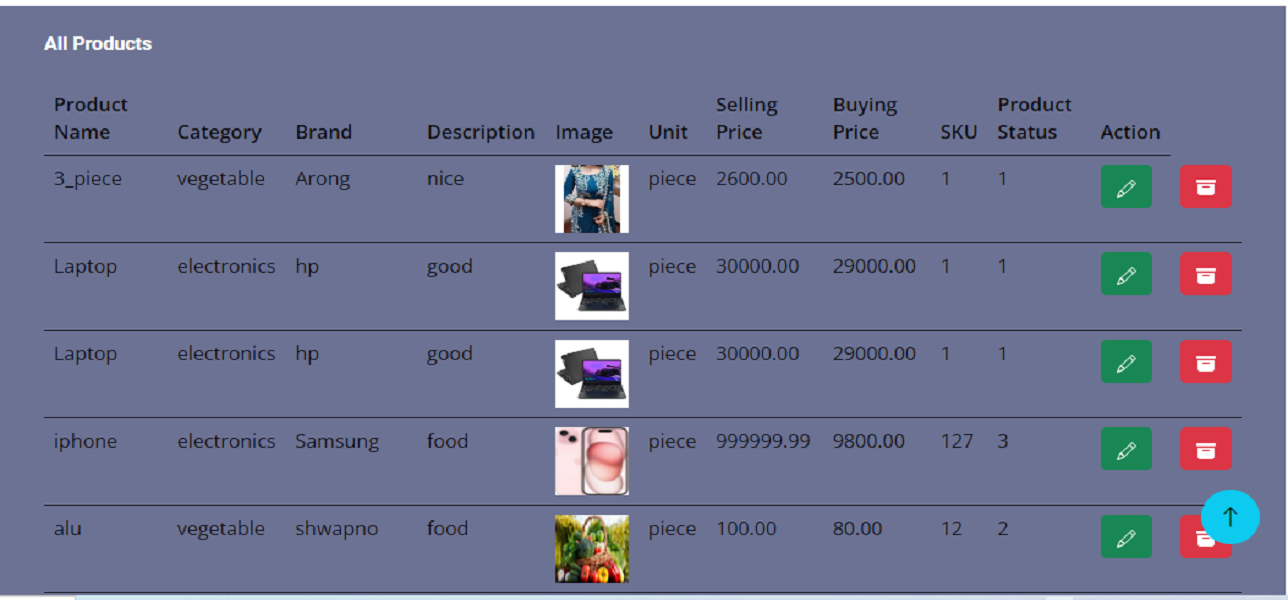 All Products
Product Name Category Brand Description Image Unit Selling Price Buying Price SKU Product Status Action
3_piece vegetable Arong nice piece 2600.00 2500.00 1 1
Laptop electronics hp good piece 30000.00 29000.00 1 1
Laptop electronics hp good piece 30000.00 29000.00 1 1
iphone electronics Samsung food piece 999999.99 9800.00 127 3
alu vegetable shwapno food piece 100.00 80.00 12 2